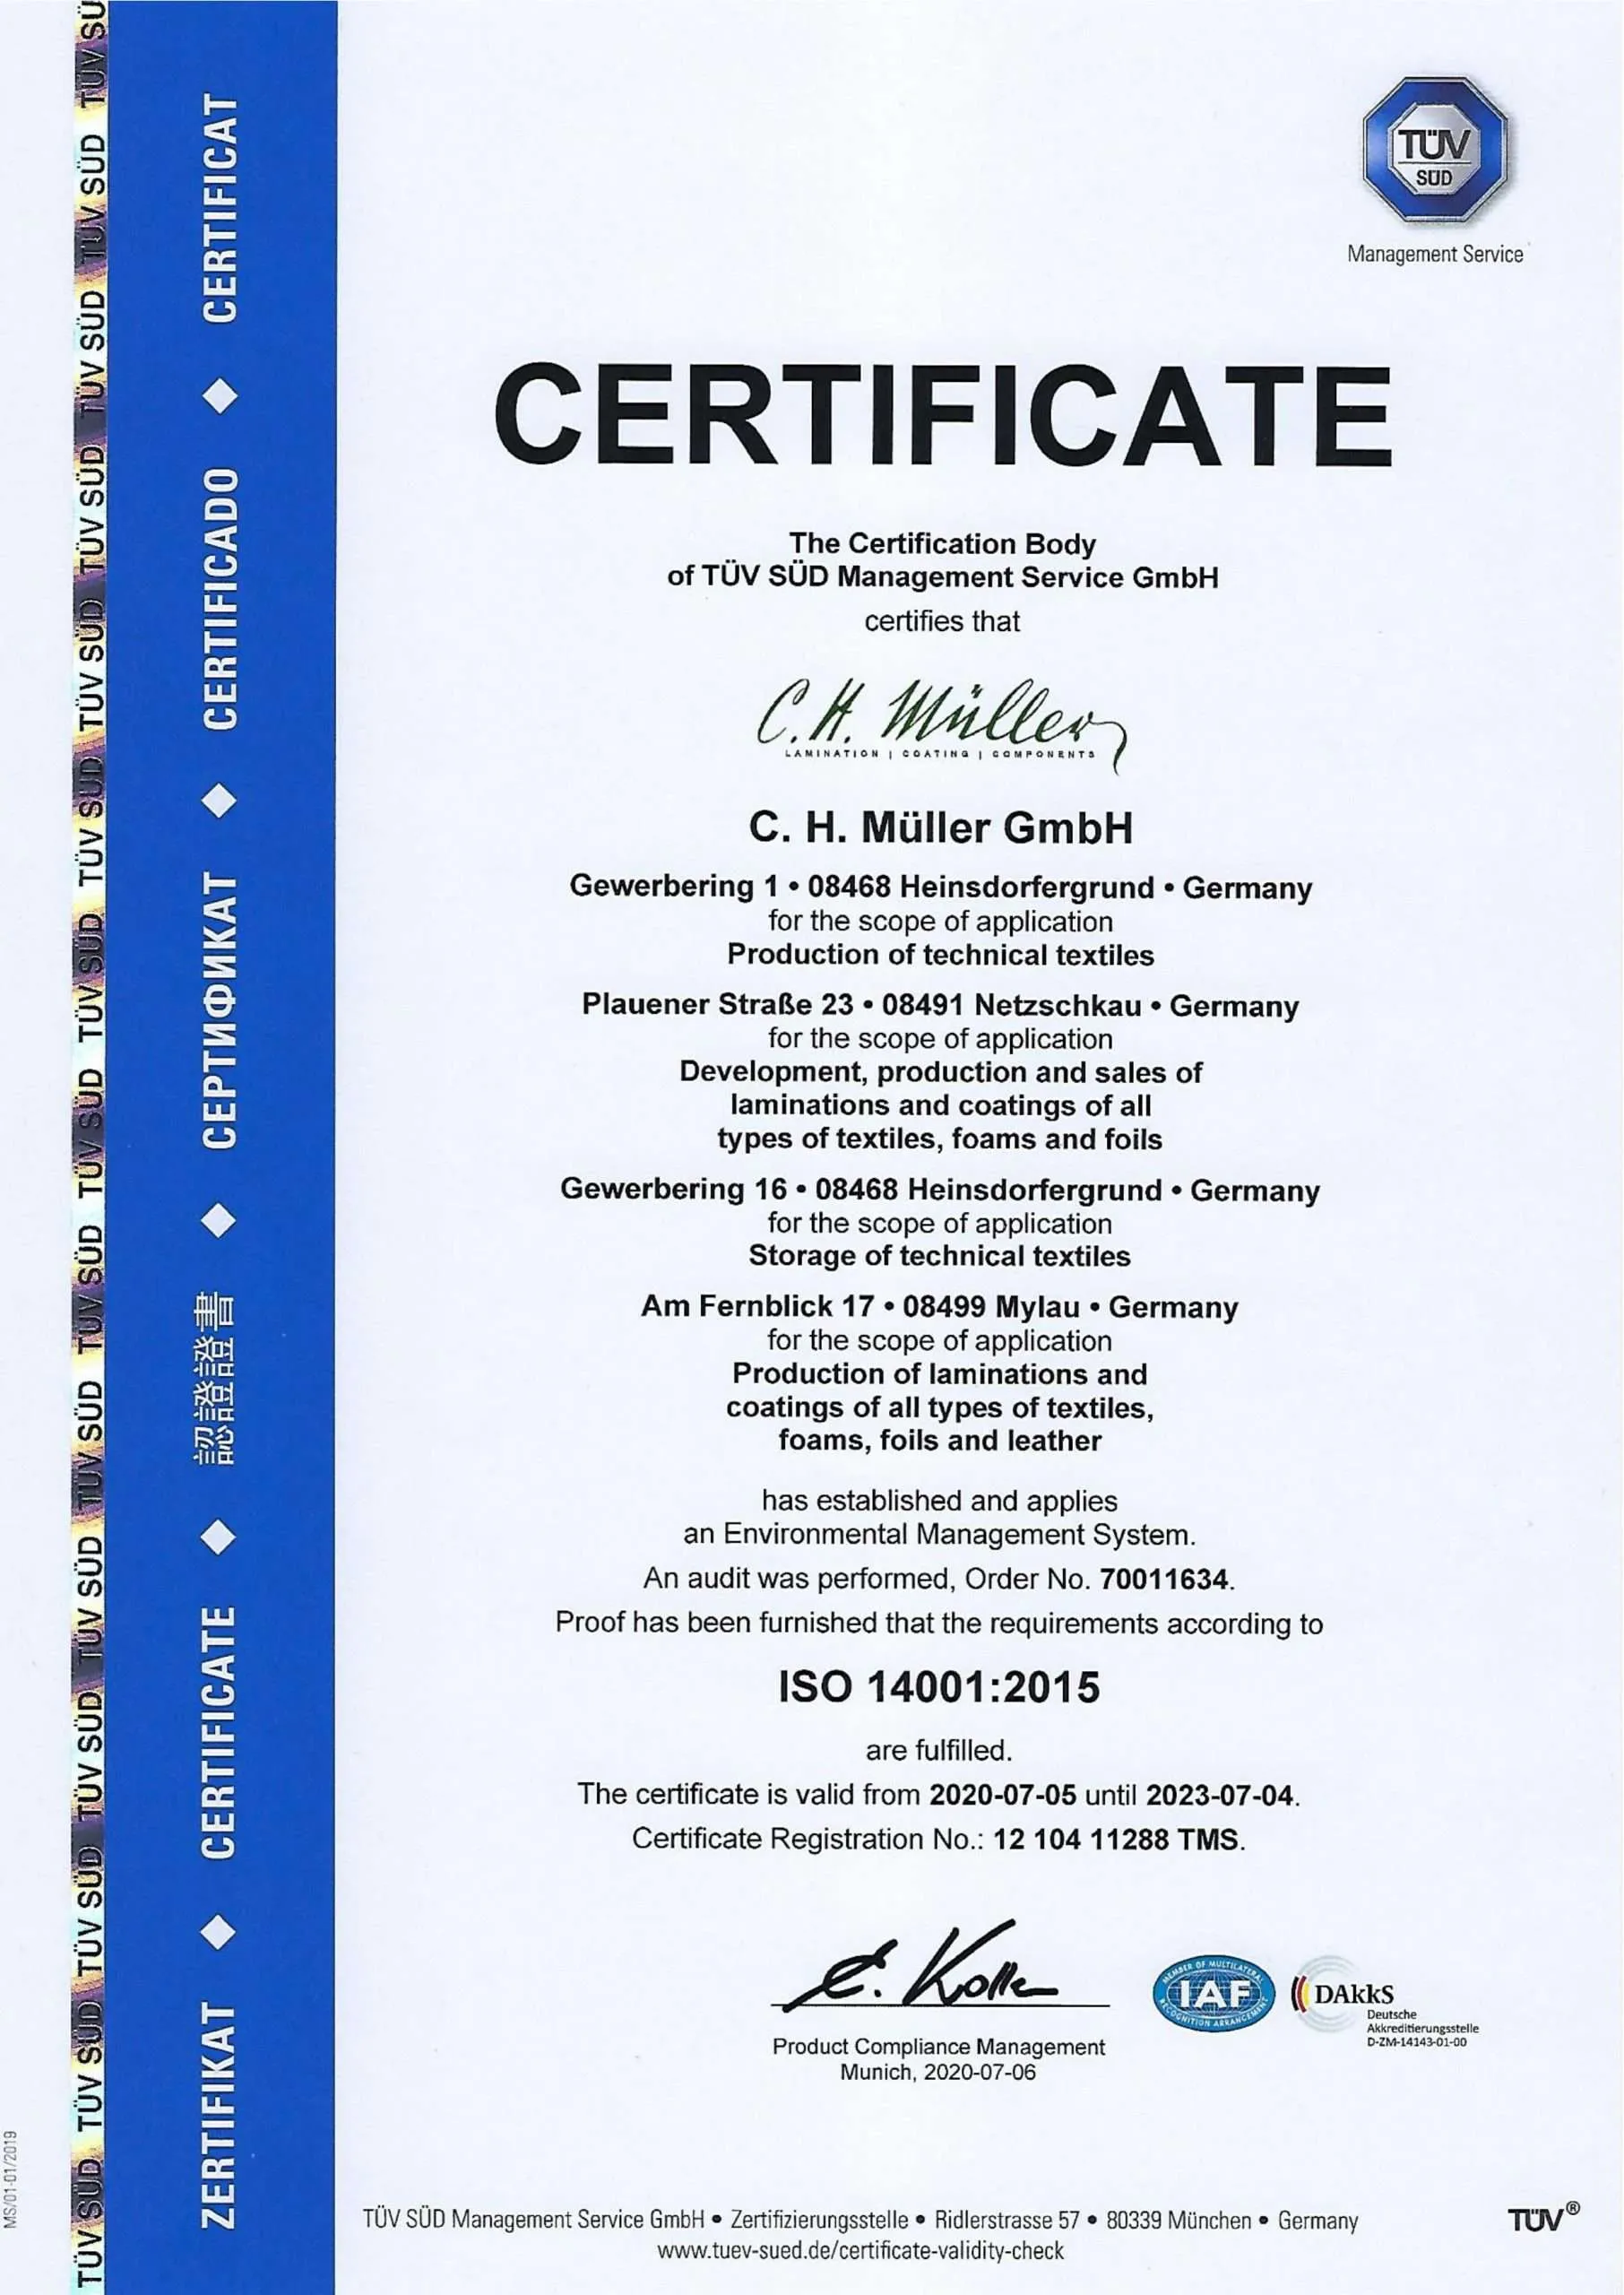 TÜV SÜD TÜV SÜD TÜV SÜD TÜV SÜD TÜV SÜD TÜV SÜD TÜV SÜD TÜV SÜD TÜV SÜD TÜV SÜD TÜV SÜD TÜV SÜD TÜV SÜD TÜV SÜD TÜV SÜ
ZERTIFIKAT ◆ CERTIFICATE ◆ 認證證書 ◆ СЕРТИФИКАТ ◆ CERTIFICADO ◆ CERTIFICAT
TÜV
SÜD
Management Service
CERTIFICATE
The Certification Body
of TÜV SÜD Management Service GmbH
certifies that
C.H. Müller
LAMINATION | COATING | COMPONENTS
C. H. Müller GmbH
Gewerbering 1 • 08468 Heinsdorfergrund • Germany
for the scope of application
Production of technical textiles
Plauener Straße 23 • 08491 Netzschkau • Germany
for the scope of application
Development, production and sales of
laminations and coatings of all
types of textiles, foams and foils
Gewerbering 16 • 08468 Heinsdorfergrund • Germany
for the scope of application
Storage of technical textiles
Am Fernblick 17 • 08499 Mylau • Germany
for the scope of application
Production of laminations and
coatings of all types of textiles,
foams, foils and leather
has established and applies
an Environmental Management System.
An audit was performed, Order No. 70011634.
Proof has been furnished that the requirements according to
ISO 14001:2015
are fulfilled.
The certificate is valid from 2020-07-05 until 2023-07-04.
Certificate Registration No.: 12 104 11288 TMS.
Product Compliance Management
Munich, 2020-07-06
MEMBER OF MULTILATERAL
IAF
RECOGNITION ARRANGEMENT
DAkkS
Deutsche
Akkreditierungsstelle
D-ZM-14143-01-00
MS/01-01/2019
TÜV SÜD Management Service GmbH • Zertifizierungsstelle • Ridlerstrasse 57 • 80339 München • Germany
www.tuev-sued.de/certificate-validity-check
TÜV®